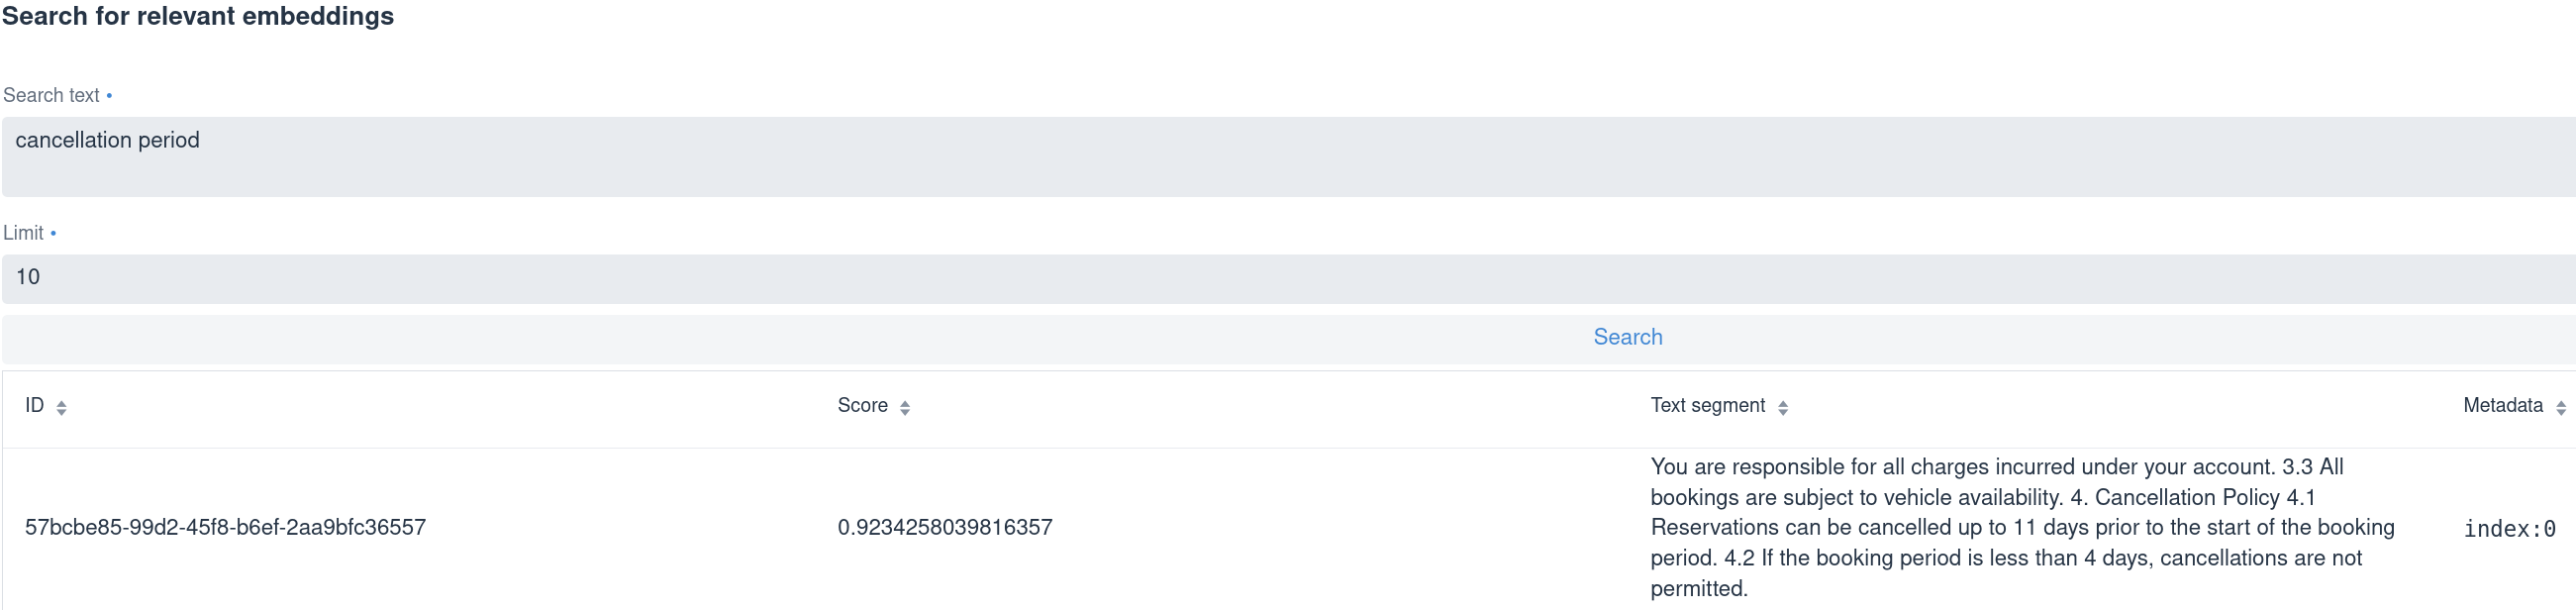 Search for relevant embeddings
Search text •
cancellation period
Limit •
10
Search
ID
Score
Text segment
Metadata
57bcbe85-99d2-45f8-b6ef-2aa9bfc36557
0.9234258039816357
You are responsible for all charges incurred under your account. 3.3 All
bookings are subject to vehicle availability. 4. Cancellation Policy 4.1
Reservations can be cancelled up to 11 days prior to the start of the booking
period. 4.2 If the booking period is less than 4 days, cancellations are not
permitted.
index:0